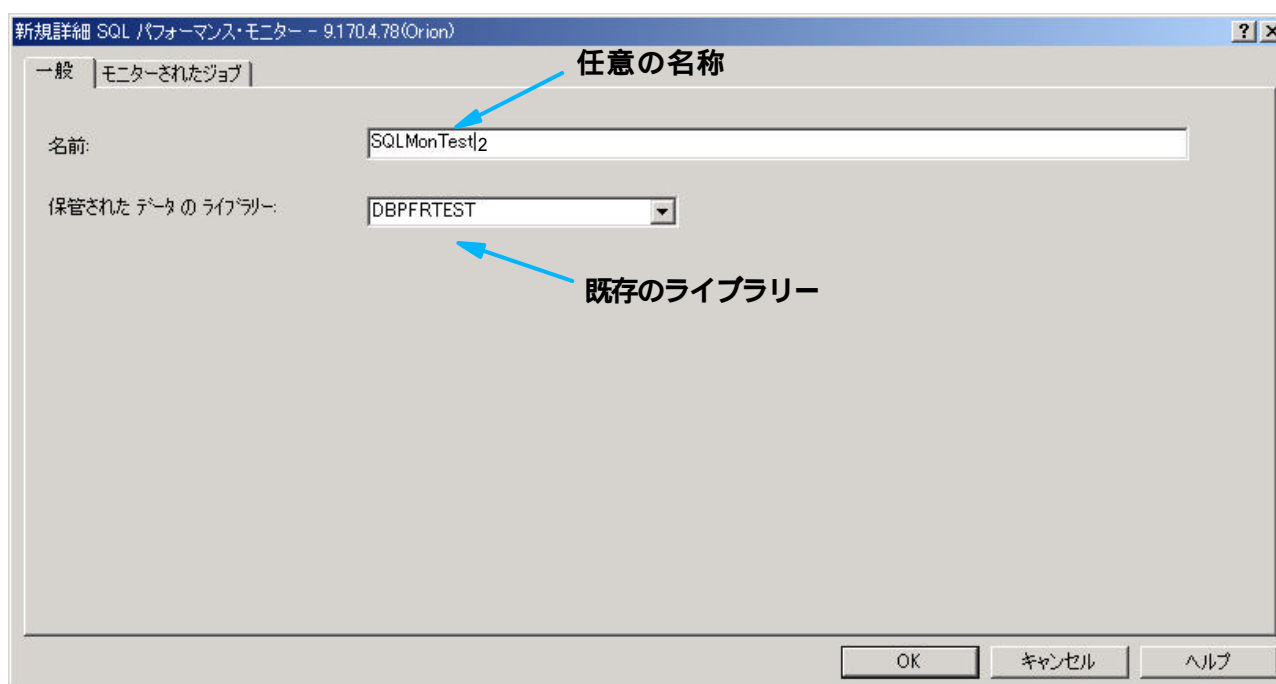 新規詳細 SQL パフォーマンス・モニター - 9.170.4.78(Orion)
一般
モニターされたジョブ
任意の名称
名前:
SQLMonTest2
保管された データ の ライブラリー:
DBPFRTEST
既存のライブラリー
OK
キャンセル
ヘルプ